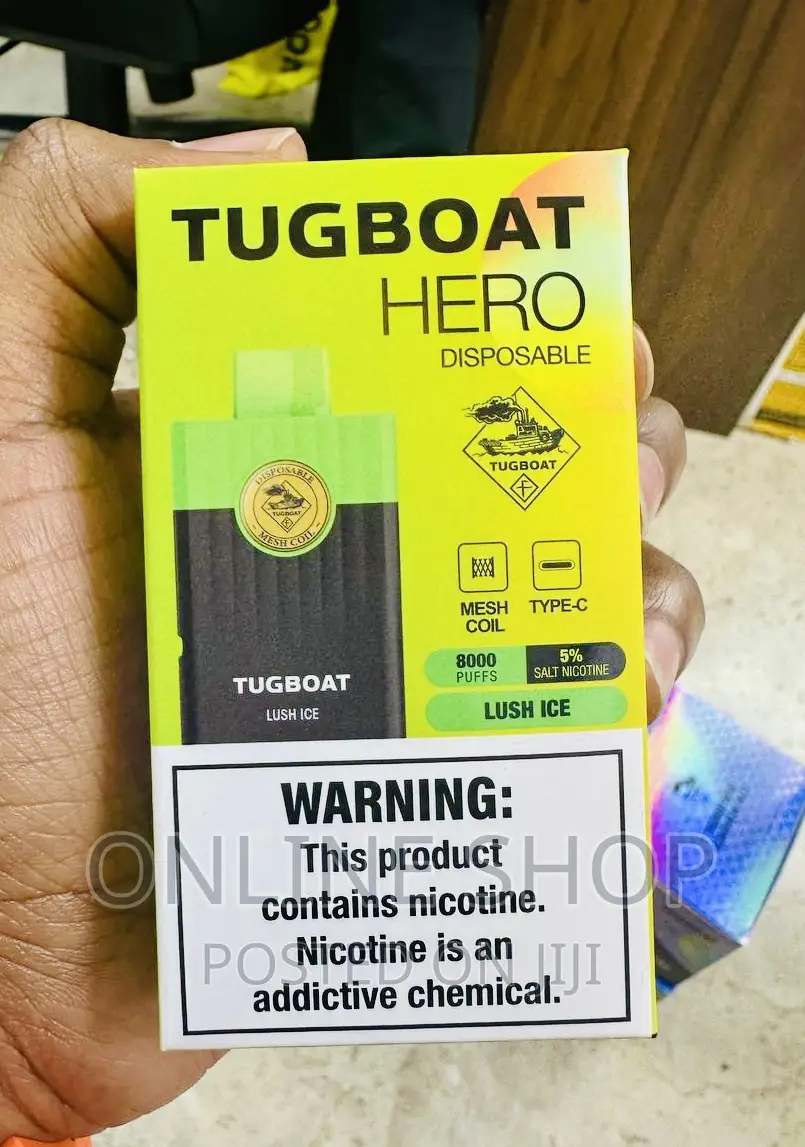 TUGBOAT
HERO
DISPOSABLE
TUGBOAT
DISPOSABLE
TUGBOAT
MESH COIL
MESH
COIL
TYPE-C
8000
PUFFS
5%
SALT NICOTINE
LUSH ICE
TUGBOAT
LUSH ICE
WARNING:
This product
contains nicotine.
Nicotine is an
addictive chemical.
ONLINE SHOP
POSTED ON JIJI